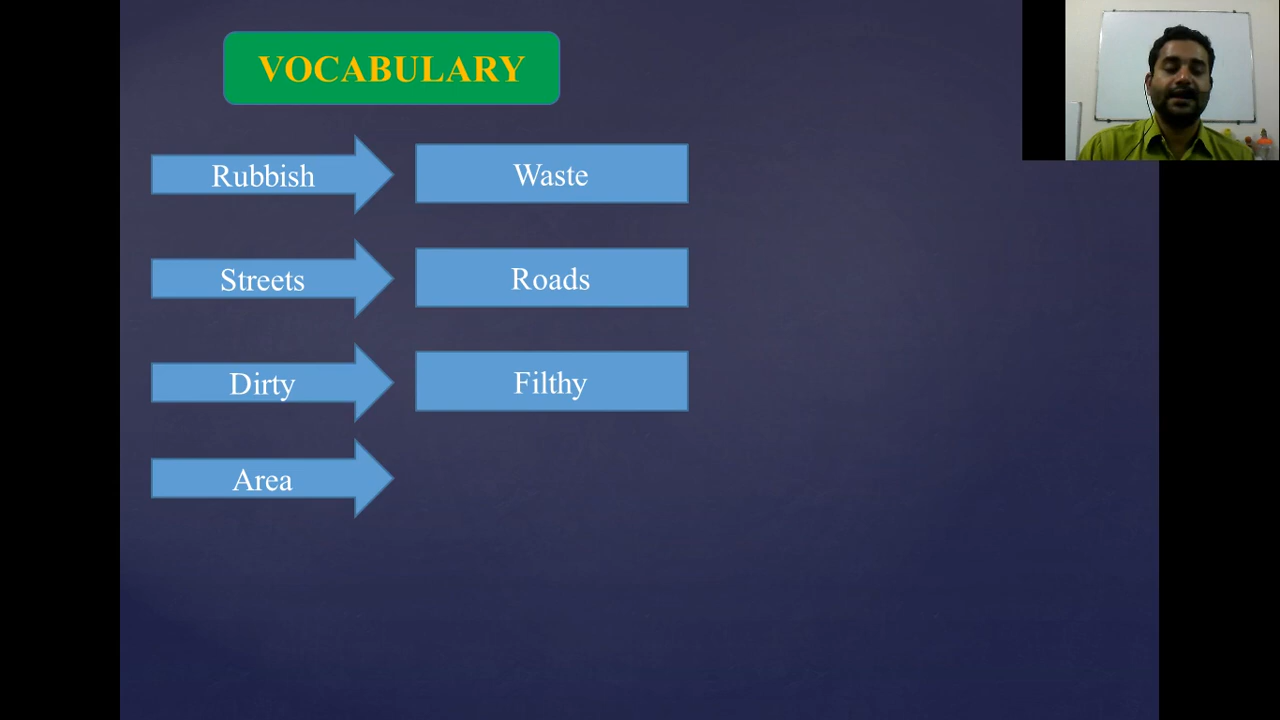 VOCABULARY
Rubbish
Waste
Streets
Roads
Dirty
Filthy
Area